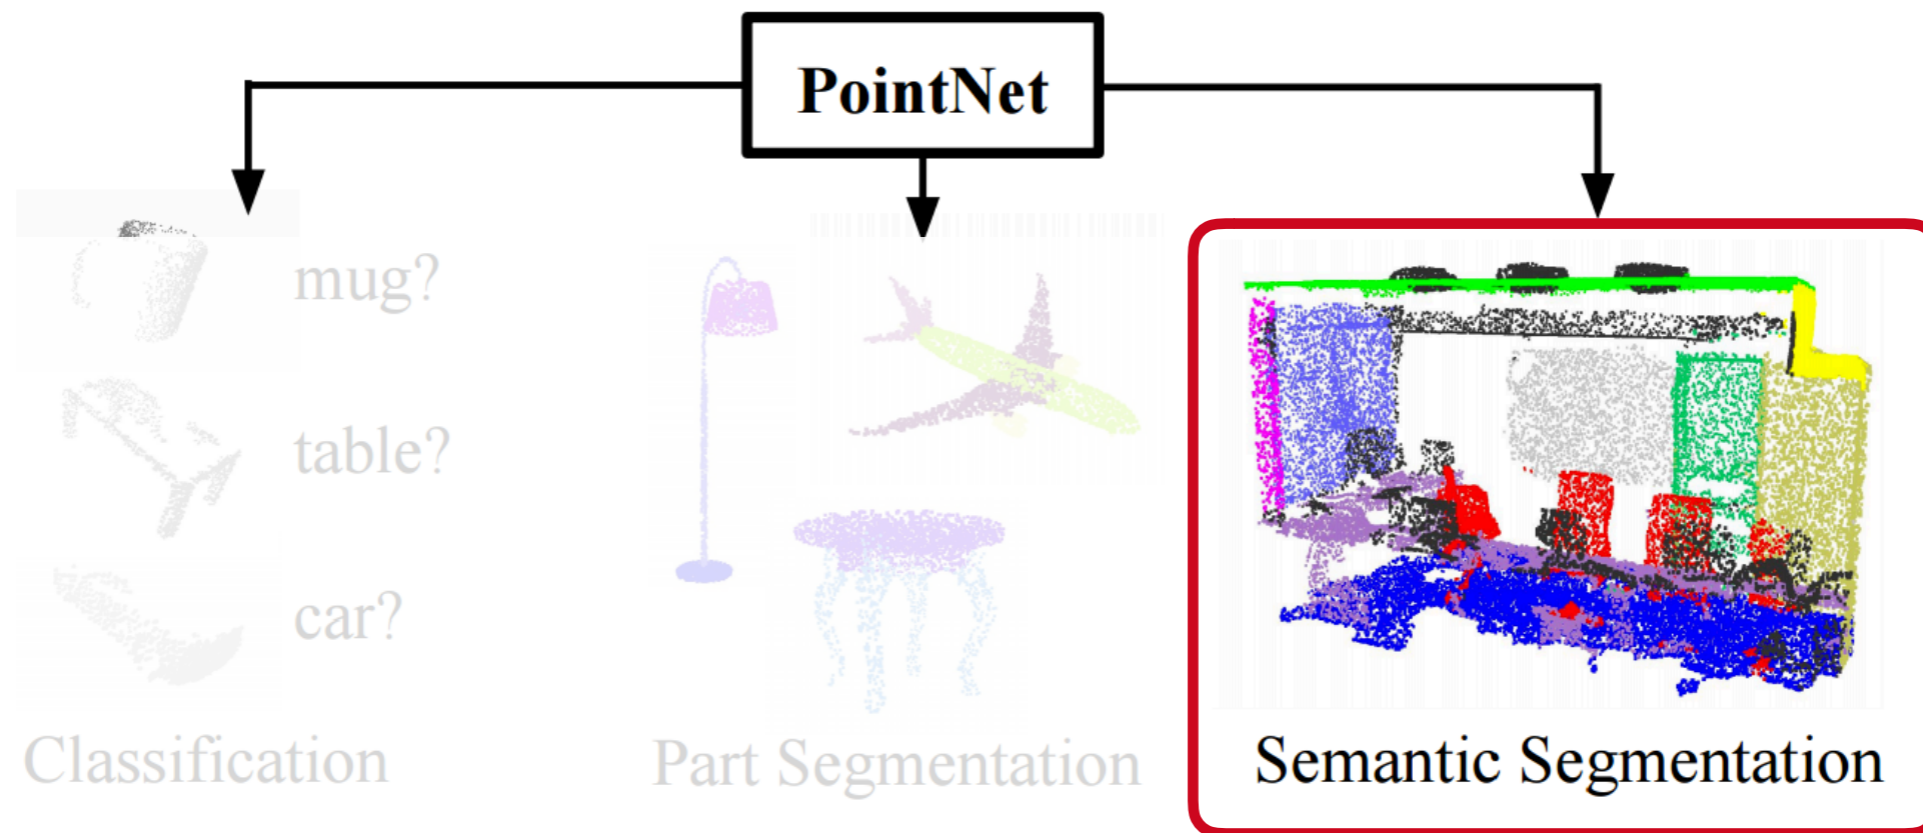 PointNet
mug?
table?
car?
Classification
Part Segmentation
Semantic Segmentation